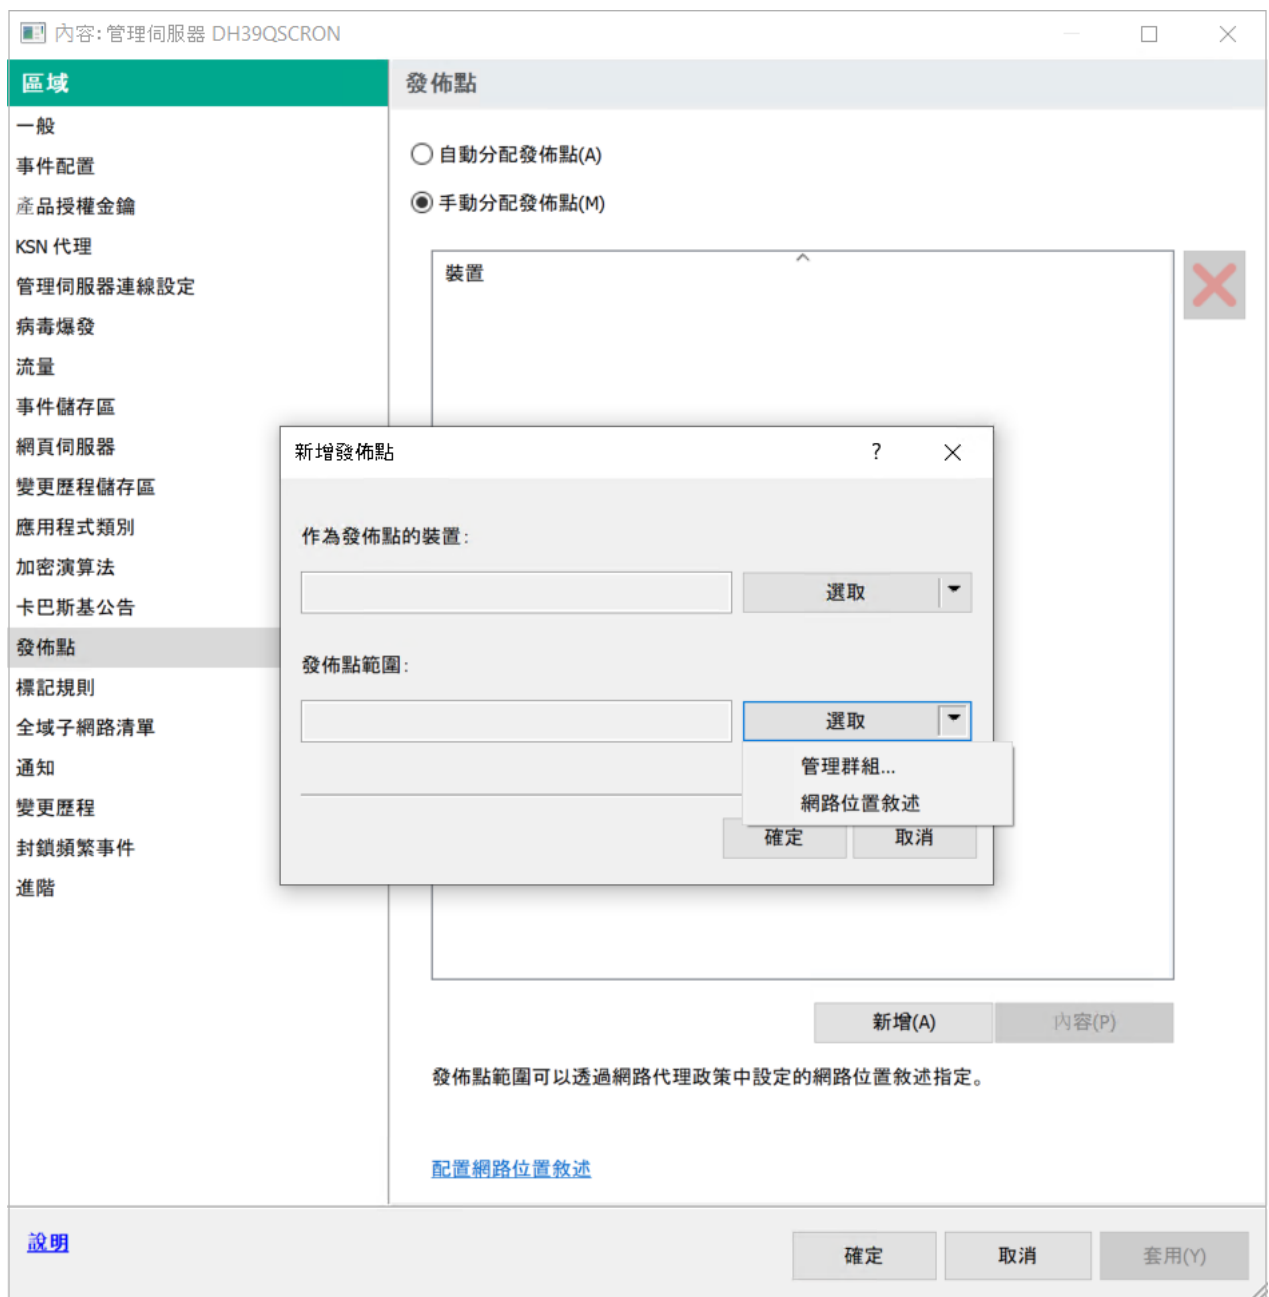 內容: 管理伺服器 DH39QSCRON
區域
發佈點
一般
事件配置
產品授權金鑰
KSN 代理
管理伺服器連線設定
病毒爆發
流量
事件儲存區
網頁伺服器
變更歷程儲存區
應用程式類別
加密演算法
卡巴斯基公告
發佈點
標記規則
全域子網路清單
通知
變更歷程
封鎖頻繁事件
進階
自動分配發佈點(A)
手動分配發佈點(M)
裝置
新增發佈點
?
作為發佈點的裝置:
選取
發佈點範圍:
選取
管理群組...
網路位置敘述
確定
取消
新增(A)
內容(P)
發佈點範圍可以透過網路代理政策中設定的網路位置敘述指定。
配置網路位置敘述
說明
確定
取消
套用(Y)